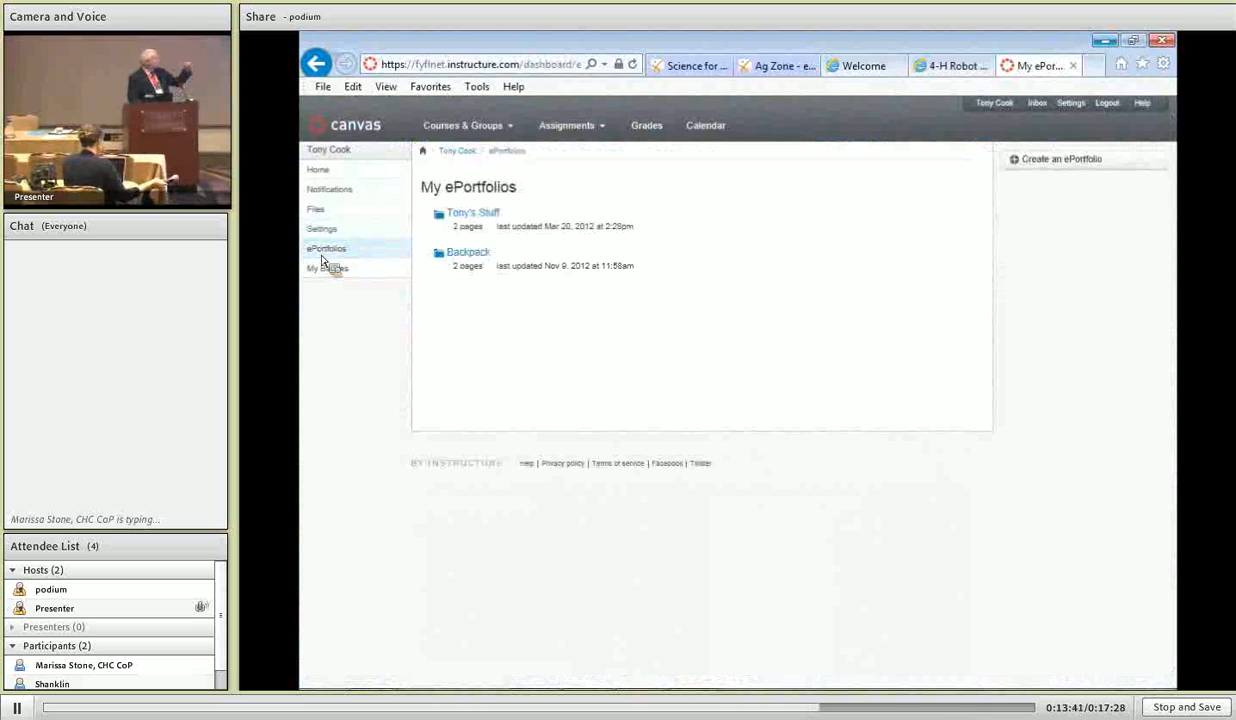 Camera and Voice
Presenter
Chat (Everyone)
Marissa Stone, CHC CoP is typing...
Attendee List (4)
Hosts (2)
podium
Presenter
Presenters (0)
Participants (2)
Marissa Stone, CHC CoP
Shanklin
Share - podium
https://fyflnet.instructure.com/dashboard/e
Science for ...
Ag Zone - e...
Welcome
4-H Robot ...
My ePor...
File Edit View Favorites Tools Help
Tony Cook Inbox Settings Logout Help
canvas Courses & Groups Assignments Grades Calendar
Tony Cook
Home
Notifications
Files
Settings
ePortfolios
My
Tony Cook ePortfolios
My ePortfolios
Tony's Stuff
2 pages last updated Mar 20, 2012 at 2:28pm
Backpack
2 pages last updated Nov 9, 2012 at 11:58am
Create an ePortfolio
BY INSTRUCTURE Help | Privacy policy | Terms of service | Facebook | Twitter
0:13:41/0:17:28
Stop and Save